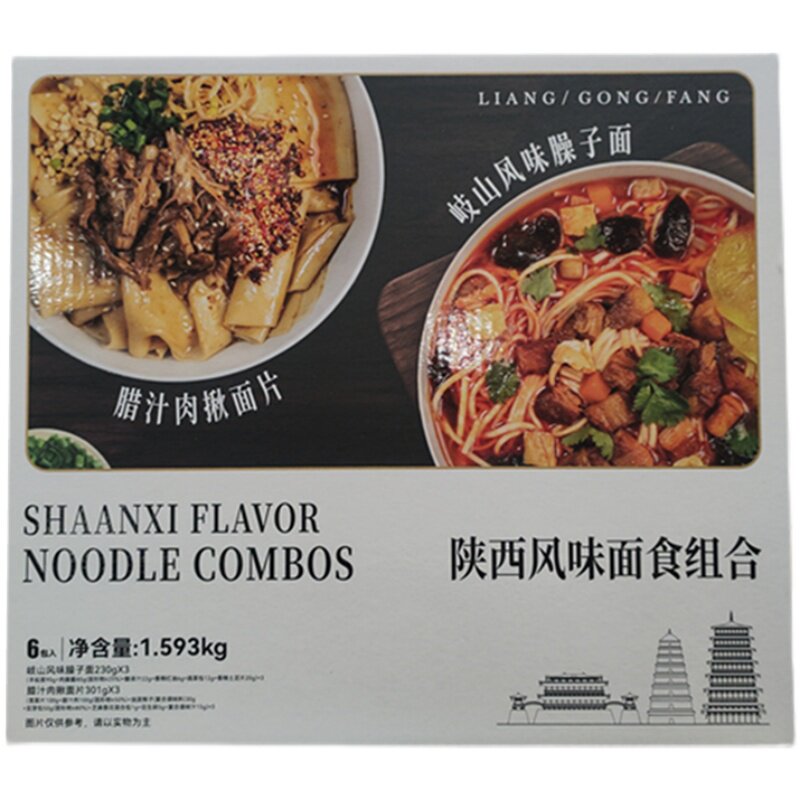 LIANG/GONG/FANG
岐山风味臊子面
腊汁肉揪面片
SHAANXI FLAVOR
NOODLE COMBOS
陕西风味面食组合
6包入 净含量:1.593kg
岐山风味臊子面230gX3
腊汁肉揪面片301gX3
图片仅供参考，请以实物为主